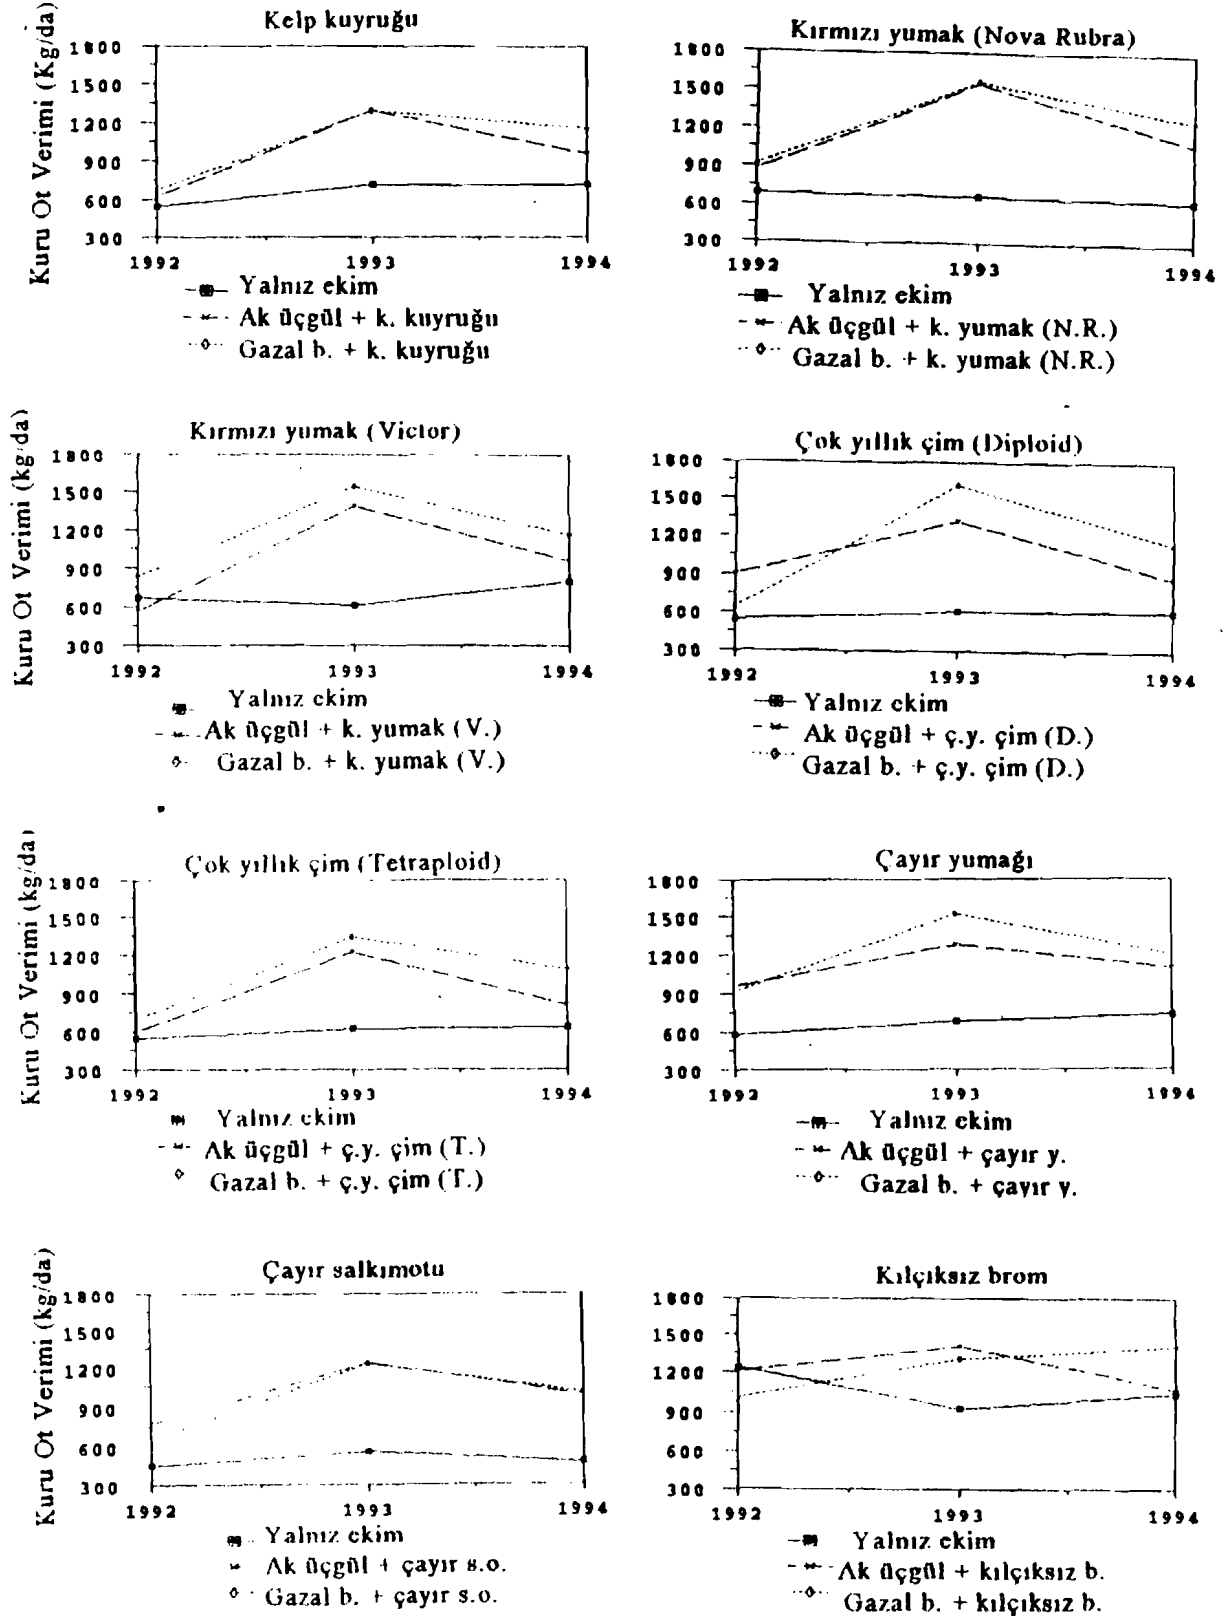 Kelp kuyruğu
Kuru Ot Verimi (Kg/da)
1800
1500
1200
900
600
300
1992 1993 1994
Yalnız ekim
Ak üçgül + k. kuyruğu
Gazal b. + k. kuyruğu
Kırmızı yumak (Nova Rubra)
1800
1500
1200
900
600
300
1992 1993 1994
Yalnız ekim
Ak üçgül + k. yumak (N.R.)
Gazal b. + k. yumak (N.R.)
Kırmızı yumak (Victor)
Kuru Ot Verimi (kg/da)
1800
1500
1200
900
600
300
1992 1993 1994
Yalnız ekim
Ak üçgül + k. yumak (V.)
Gazal b. + k. yumak (V.)
Çok yıllık çim (Diploid)
1800
1500
1200
900
600
300
1992 1993 1994
Yalnız ekim
Ak üçgül + ç.y. çim (D.)
Gazal b. + ç.y. çim (D.)
Çok yıllık çim (Tetraploid)
Kuru Ot Verimi (kg/da)
1800
1500
1200
900
600
300
1992 1993 1994
Yalnız ekim
Ak üçgül + ç.y. çim (T.)
Gazal b. + ç.y. çim (T.)
Çayır yumağı
1800
1500
1200
900
600
300
1992 1993 1994
Yalnız ekim
Ak üçgül + çayır y.
Gazal b. + çayır y.
Çayır salkımotu
Kuru Ot Verimi (kg/da)
1800
1500
1200
900
600
300
1992 1993 1994
Yalnız ekim
Ak üçgül + çayır s.o.
Gazal b. + çayır s.o.
Kılçıksız brom
1800
1500
1200
900
600
300
1992 1993 1994
Yalnız ekim
Ak üçgül + kılçıksız b.
Gazal b. + kılçıksız b.